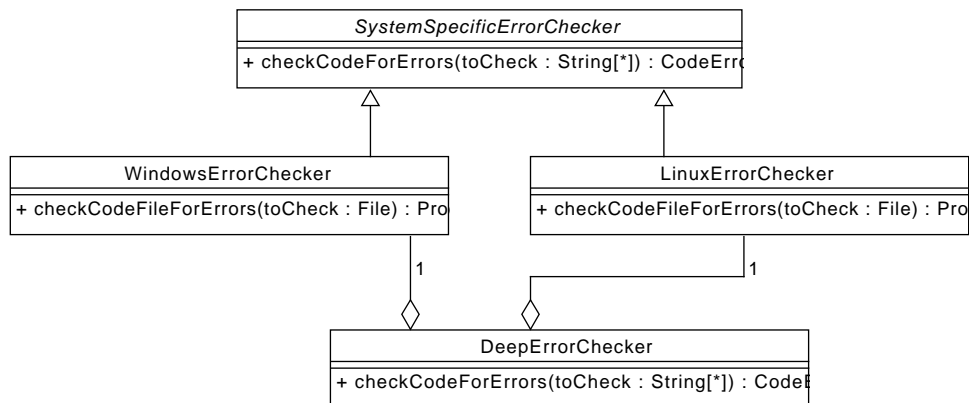 SystemSpecificErrorChecker
+ checkCodeForErrors(toCheck : String[*]) : CodeErro
WindowsErrorChecker
LinuxErrorChecker
+ checkCodeFileForErrors(toCheck : File) : Pro
+ checkCodeFileForErrors(toCheck : File) : Pro
1
1
DeepErrorChecker
+ checkCodeForErrors(toCheck : String[*]) : CodeE